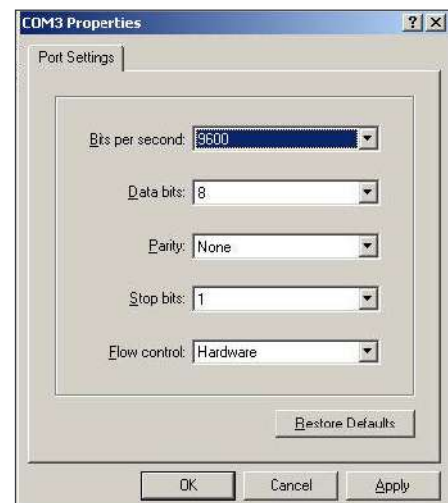 COM3 Properties
Port Settings
Bits per second: 9600
Data bits: 8
Parity: None
Stop bits: 1
Flow control: Hardware
Restore Defaults
OK Cancel Apply